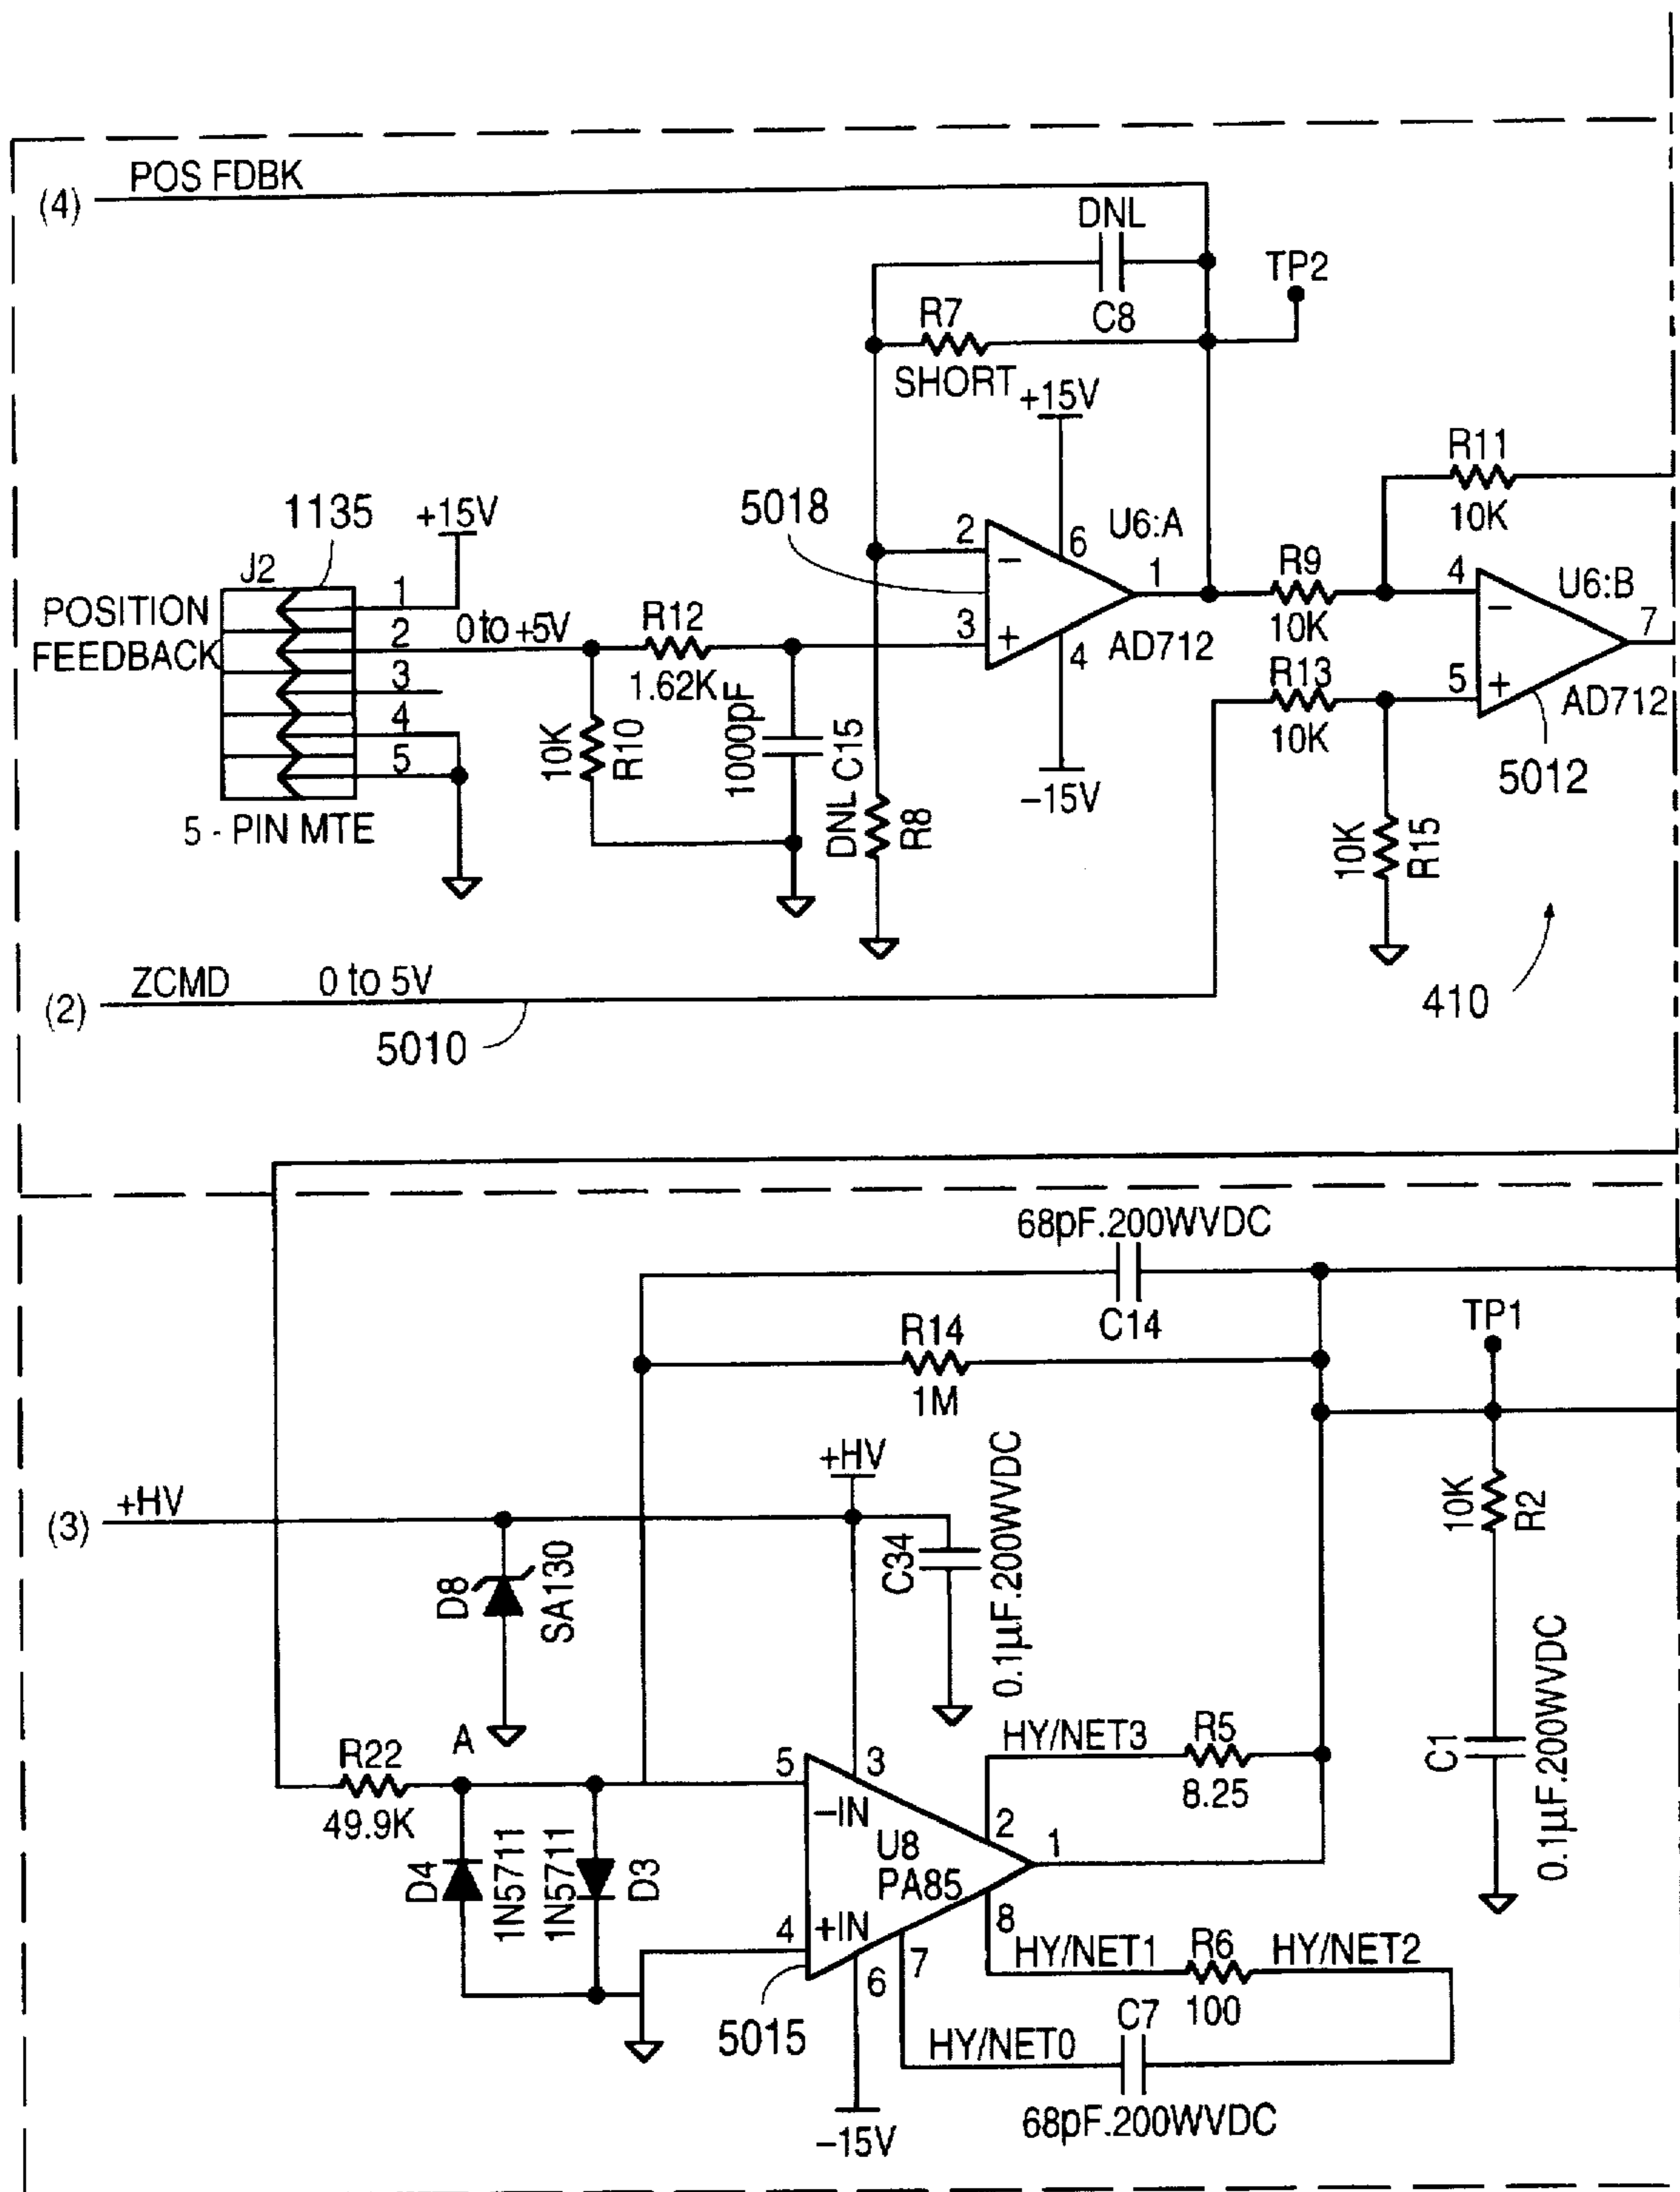 POS FDBK
(4)
DNL
C8
TP2
R7
SHORT
+15V
R11
10K
1135
+15V
5018
2
−
6
U6:A
1
R9
10K
4
−
U6:B
7
J2
POSITION
FEEDBACK
1
2
3
4
5
0 to +5V
R12
1.62K
3
+
4
AD712
R13
10K
5
+
AD712
5012
10K
R10
1000pF
C15
DNL
R8
−15V
10K
R15
5 - PIN MTE
ZCMD 0 to 5V
(2)
5010
410
68pF.200WVDC
C14
R14
1M
TP1
+HV
(3)
+HV
C34
0.1µF.200WVDC
10K
R2
D8
SA130
C1
0.1µF.200WVDC
R22
49.9K
A
5
3
−IN
U8
PA85
HY/NET3
R5
8.25
2
1
D4
1N5711
1N5711
D3
4
+IN
6
7
8
HY/NET1
R6
100
HY/NET2
5015
HY/NET0
C7
68pF.200WVDC
−15V